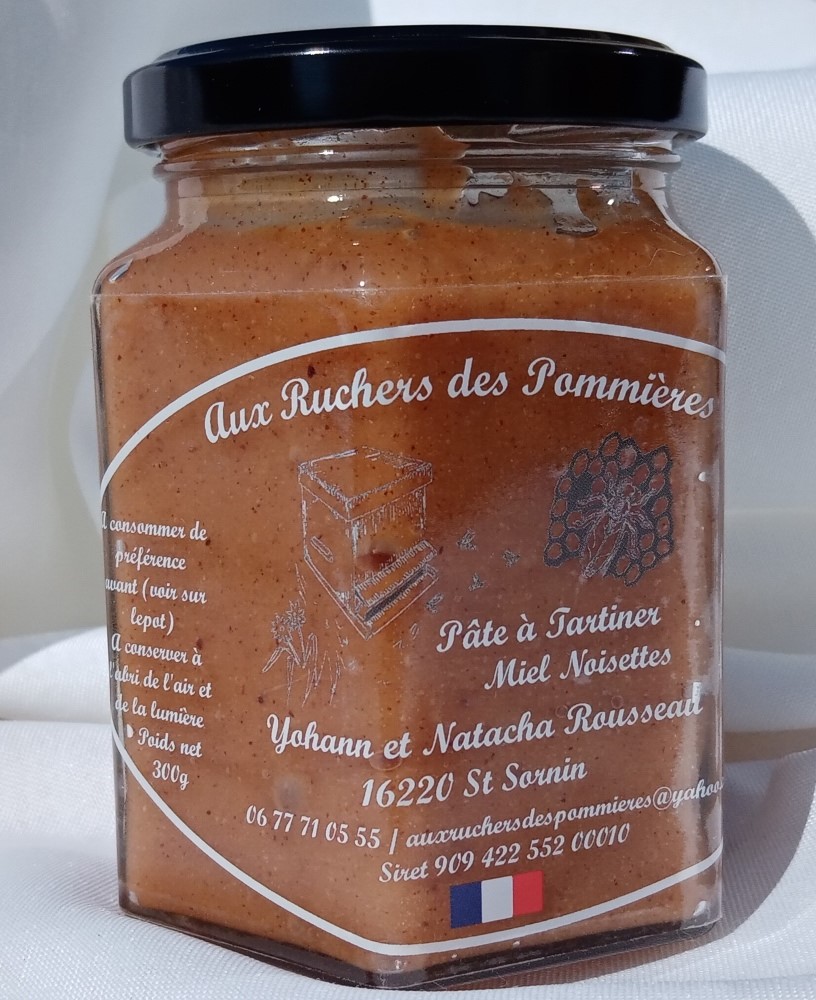 Aux Ruchers des Pommières
A consommer de
préférence
avant (voir sur
lepot)
A conserver à
l'abri de l'air et
de la lumière
Poids net
300g
Pâte à Tartiner
Miel Noisettes
Yohann et Natacha Rousseau
16220 St Sornin
06 77 71 05 55 / auxruchersdespommieres@yahoo.
Siret 909 422 552 00010